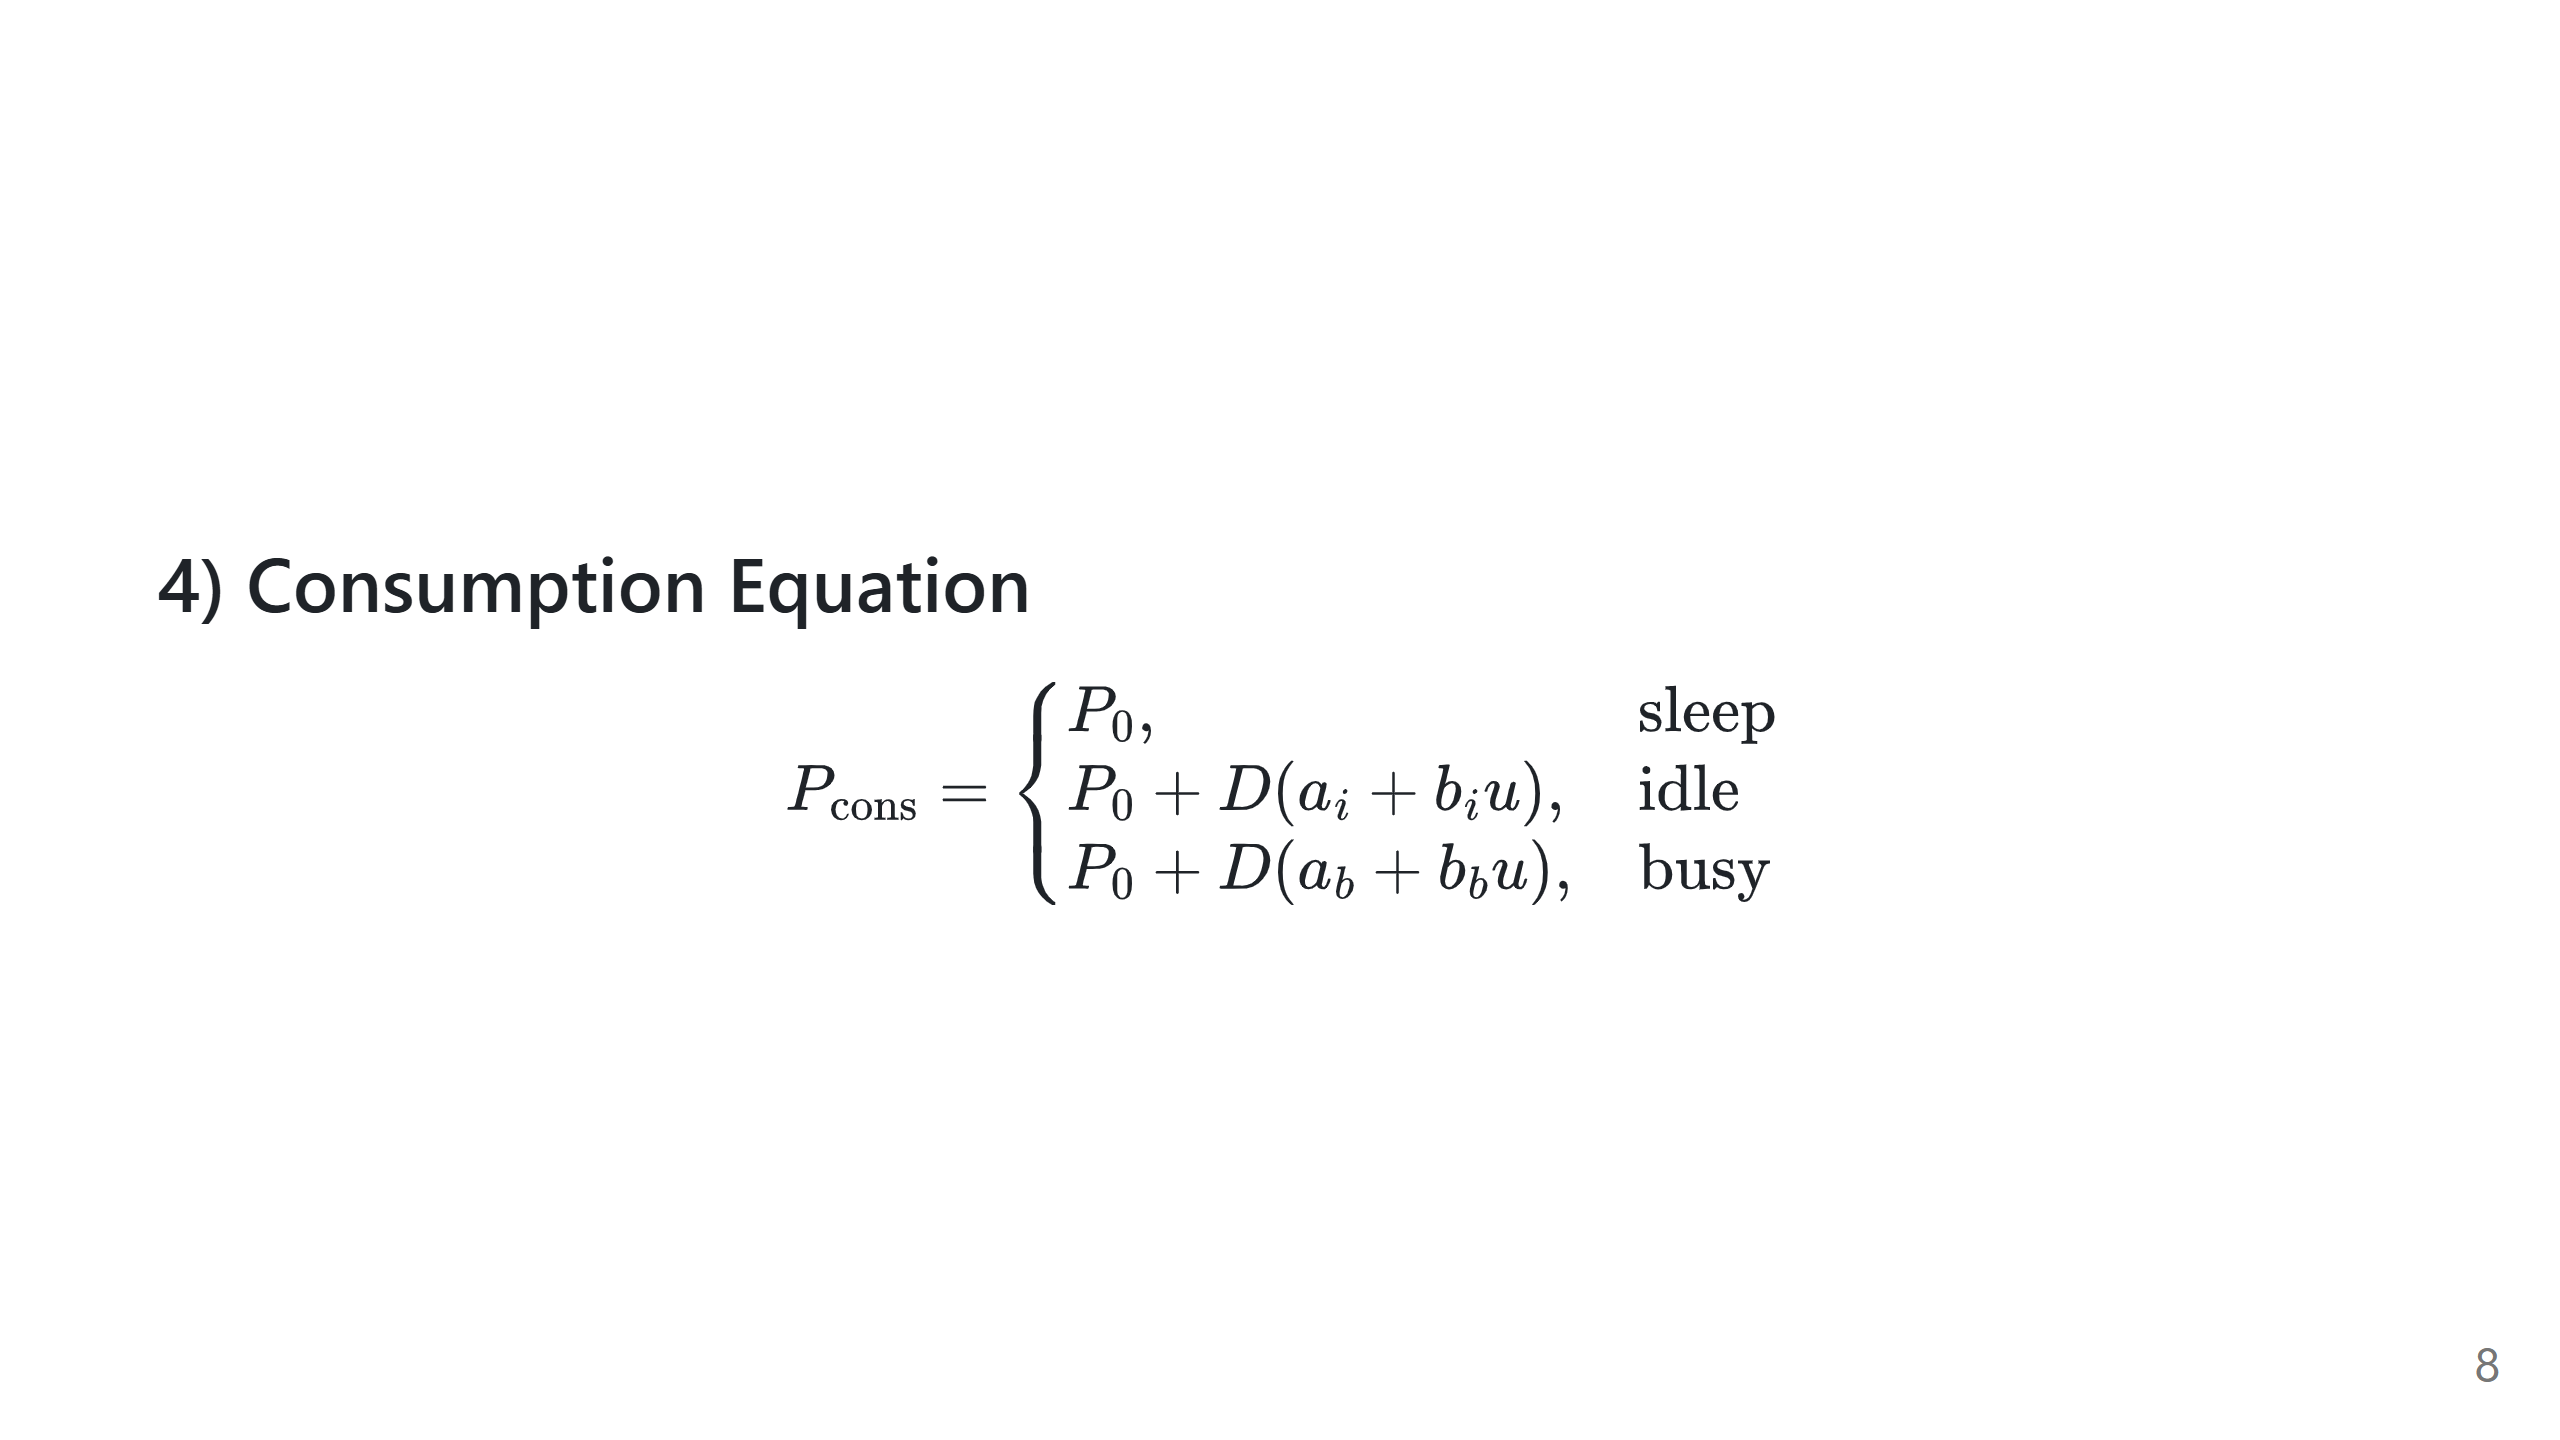 4) Consumption Equation
P_cons = { P_0, sleep
P_0 + D(a_i + b_i u), idle
P_0 + D(a_b + b_b u), busy
8